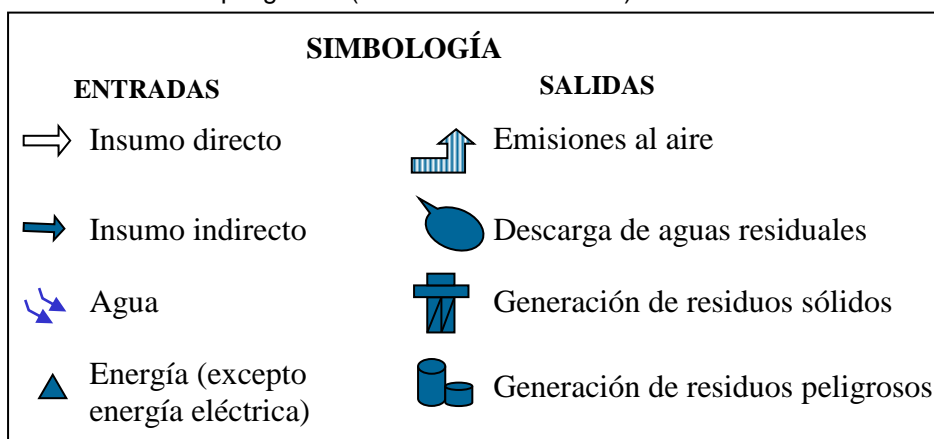 SIMBOLOGÍA
ENTRADAS
SALIDAS
Insumo directo
Emisiones al aire
Insumo indirecto
Descarga de aguas residuales
Agua
Generación de residuos sólidos
Energía (excepto
energía eléctrica)
Generación de residuos peligrosos